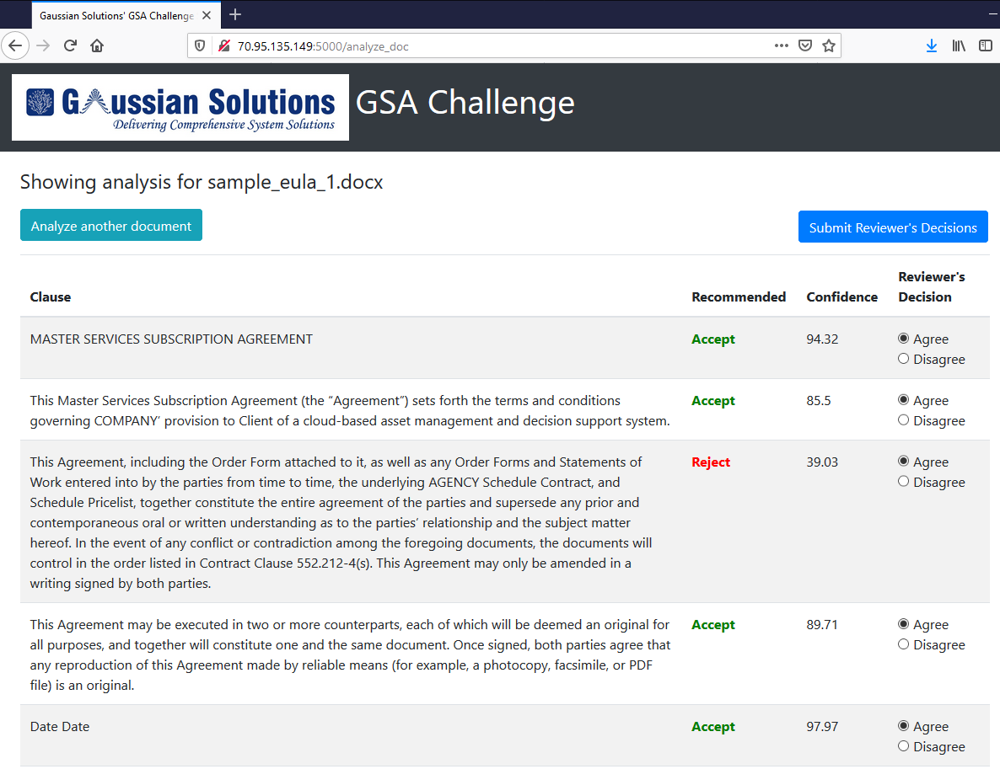 Gaussian Solutions' GSA Challenge
70.95.135.149:5000/analyze_doc
Gaussian Solutions
Delivering Comprehensive System Solutions
GSA Challenge
Showing analysis for sample_eula_1.docx
Analyze another document
Submit Reviewer's Decisions
Clause Recommended Confidence Reviewer's
Decision
MASTER SERVICES SUBSCRIPTION AGREEMENT Accept 94.32 Agree
Disagree
This Master Services Subscription Agreement (the “Agreement”) sets forth the terms and conditions Accept 85.5 Agree
governing COMPANY’ provision to Client of a cloud-based asset management and decision support system. Disagree
This Agreement, including the Order Form attached to it, as well as any Order Forms and Statements of Reject 39.03 Agree
Work entered into by the parties from time to time, the underlying AGENCY Schedule Contract, and Disagree
Schedule Pricelist, together constitute the entire agreement of the parties and supersede any prior and
contemporaneous oral or written understanding as to the parties’ relationship and the subject matter
hereof. In the event of any conflict or contradiction among the foregoing documents, the documents will
control in the order listed in Contract Clause 552.212-4(s). This Agreement may only be amended in a
writing signed by both parties.
This Agreement may be executed in two or more counterparts, each of which will be deemed an original for Accept 89.71 Agree
all purposes, and together will constitute one and the same document. Once signed, both parties agree that Disagree
any reproduction of this Agreement made by reliable means (for example, a photocopy, facsimile, or PDF
file) is an original.
Date Date Accept 97.97 Agree
Disagree